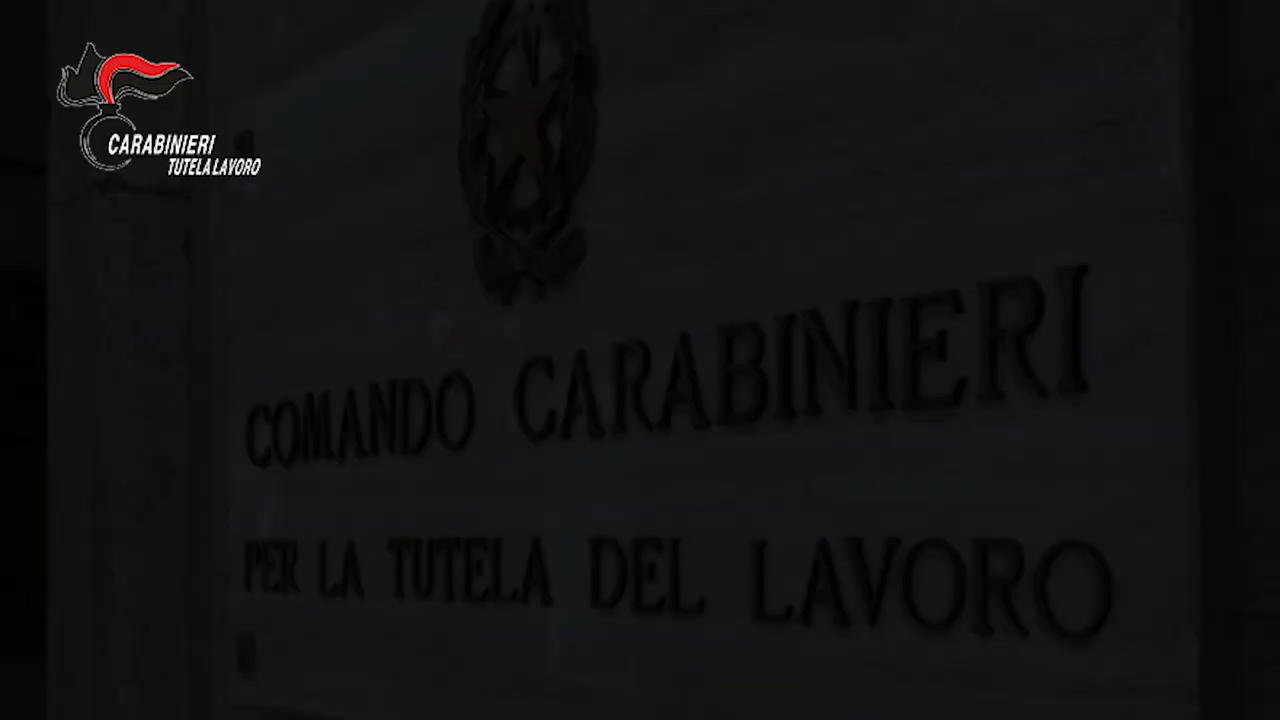 CARABINIERI
TUTELA LAVORO
COMANDO CARABINIERI
PER LA TUTELA DEL LAVORO